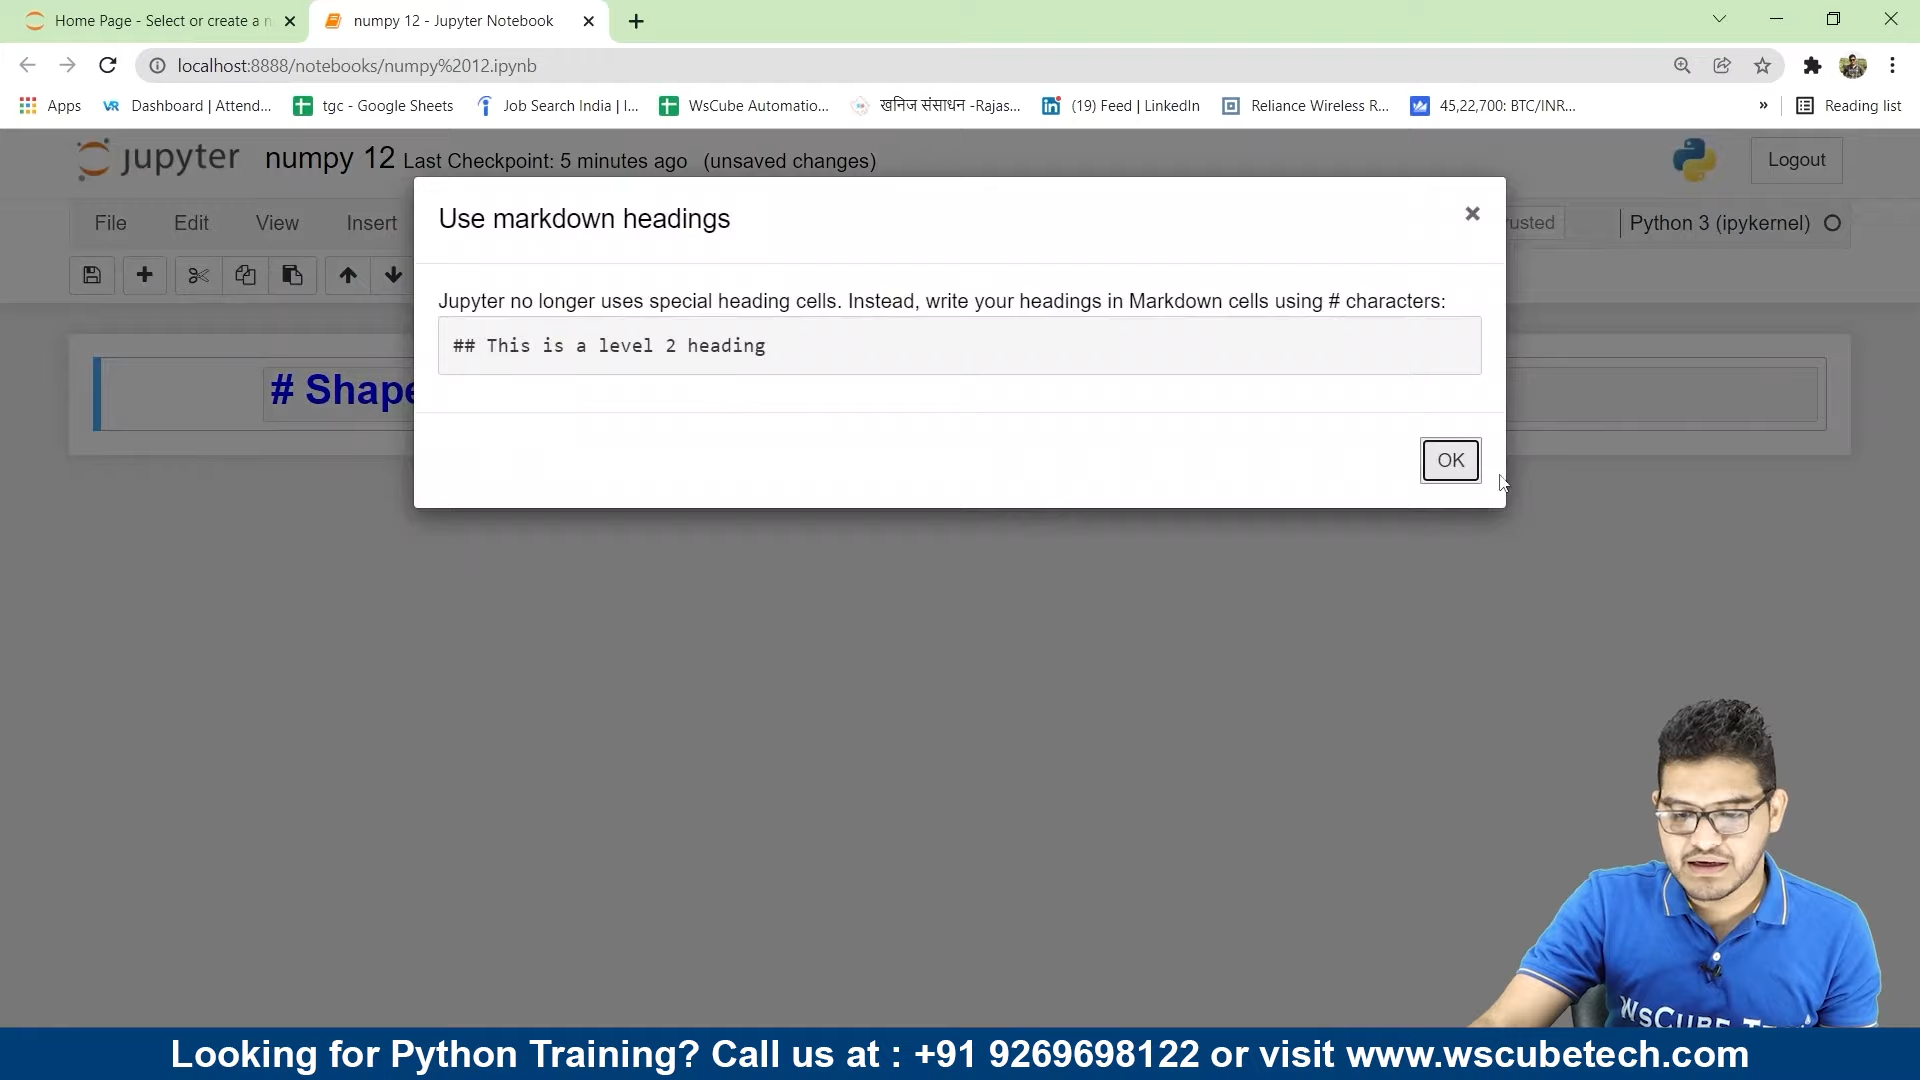 Home Page - Select or create a n
numpy 12 - Jupyter Notebook
localhost:8888/notebooks/numpy%2012.ipynb
Apps
Dashboard | Attend...
tgc - Google Sheets
Job Search India | I...
WsCube Automatio...
खनिज संसाधन -Rajas...
(19) Feed | LinkedIn
Reliance Wireless R...
45,22,700: BTC/INR...
»
Reading list
jupyter
numpy 12 Last Checkpoint: 5 minutes ago (unsaved changes)
Logout
File
Edit
View
Insert
rusted
Python 3 (ipykernel)
Use markdown headings
Jupyter no longer uses special heading cells. Instead, write your headings in Markdown cells using # characters:
## This is a level 2 heading
# Shape
OK
WsCUBE
Looking for Python Training? Call us at : +91 9269698122 or visit www.wscubetech.com